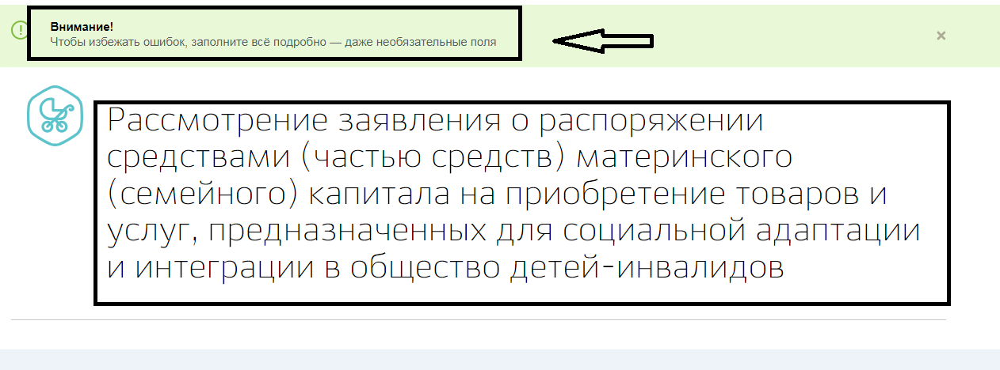 Внимание!
Чтобы избежать ошибок, заполните всё подробно — даже необязательные поля
Рассмотрение заявления о распоряжении
средствами (частью средств) материнского
(семейного) капитала на приобретение товаров и
услуг, предназначенных для социальной адаптации
и интеграции в общество детей-инвалидов